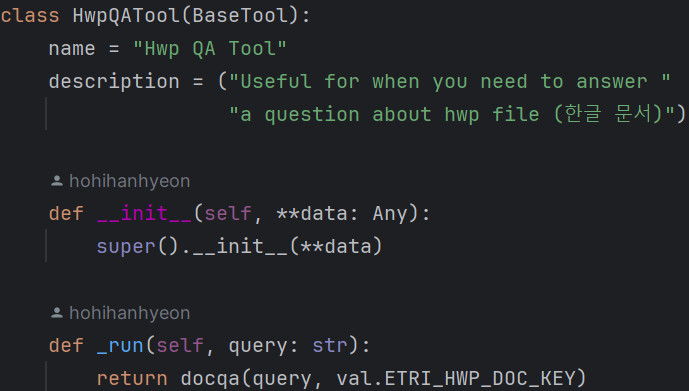 class HwpQATool(BaseTool):
    name = "Hwp QA Tool"
    description = ("Useful for when you need to answer "
                   "a question about hwp file (한글 문서)")
    hohihanhyeon
    def __init__(self, **data: Any):
        super().__init__(**data)
    hohihanhyeon
    def _run(self, query: str):
        return docqa(query, val.ETRI_HWP_DOC_KEY)